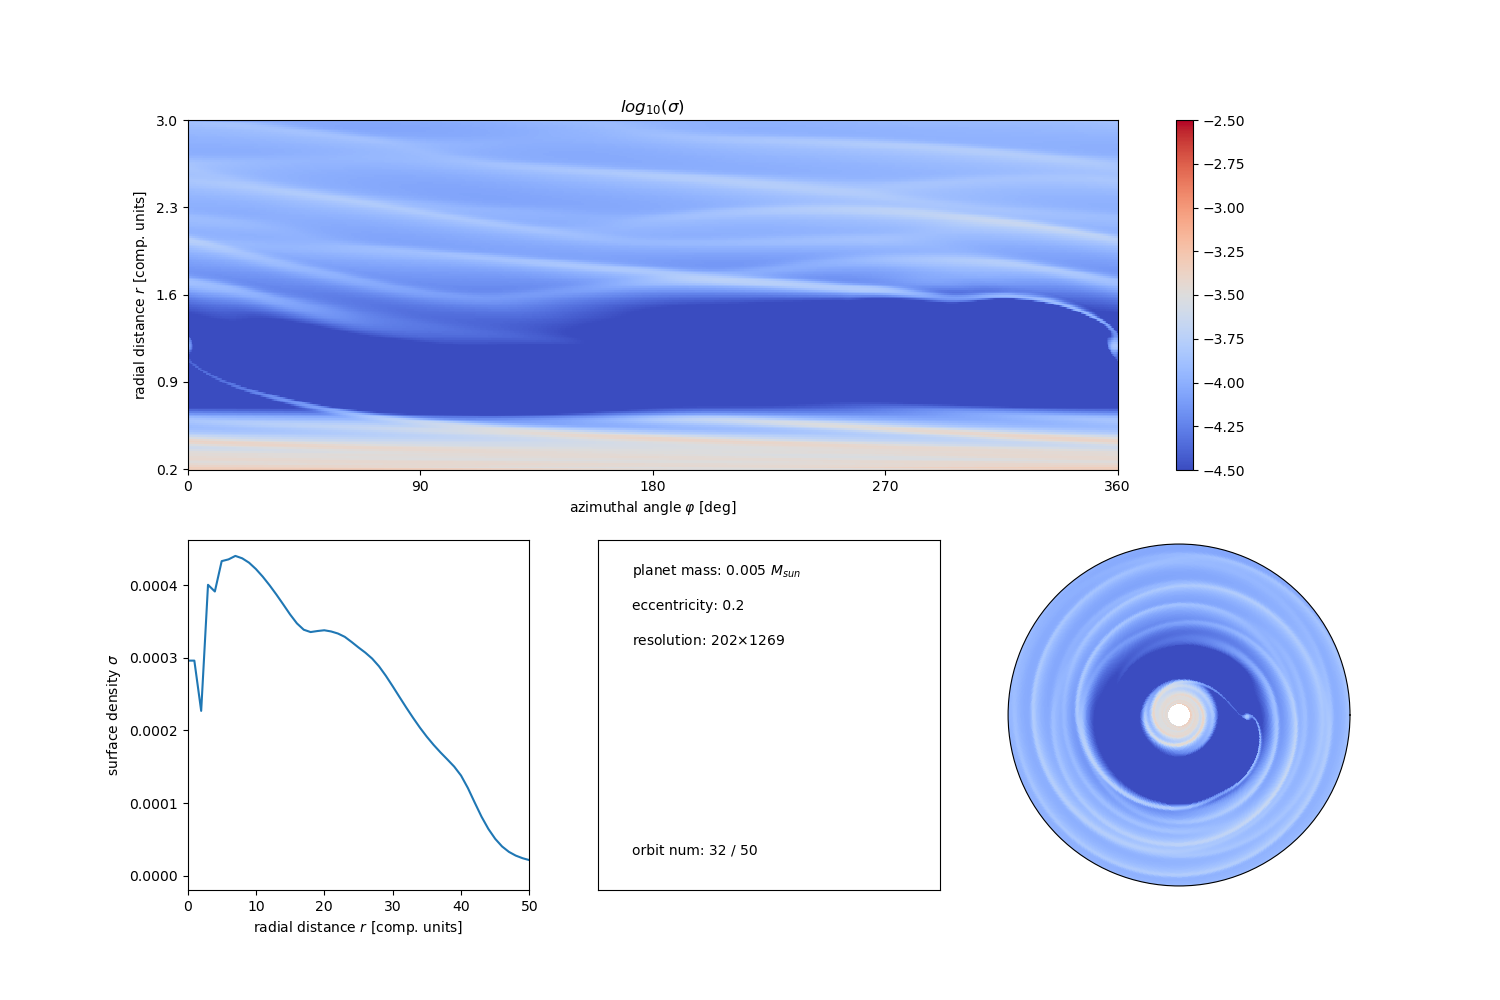 log₁₀(σ)
3.0
2.3
1.6
0.9
0.2
radial distance r [comp. units]
0 90 180 270 360
azimuthal angle φ [deg]
−2.50
−2.75
−3.00
−3.25
−3.50
−3.75
−4.00
−4.25
−4.50
0.0004
0.0003
0.0002
0.0001
0.0000
surface density σ
0 10 20 30 40 50
radial distance r [comp. units]
planet mass: 0.005 M_sun
eccentricity: 0.2
resolution: 202×1269
orbit num: 32 / 50